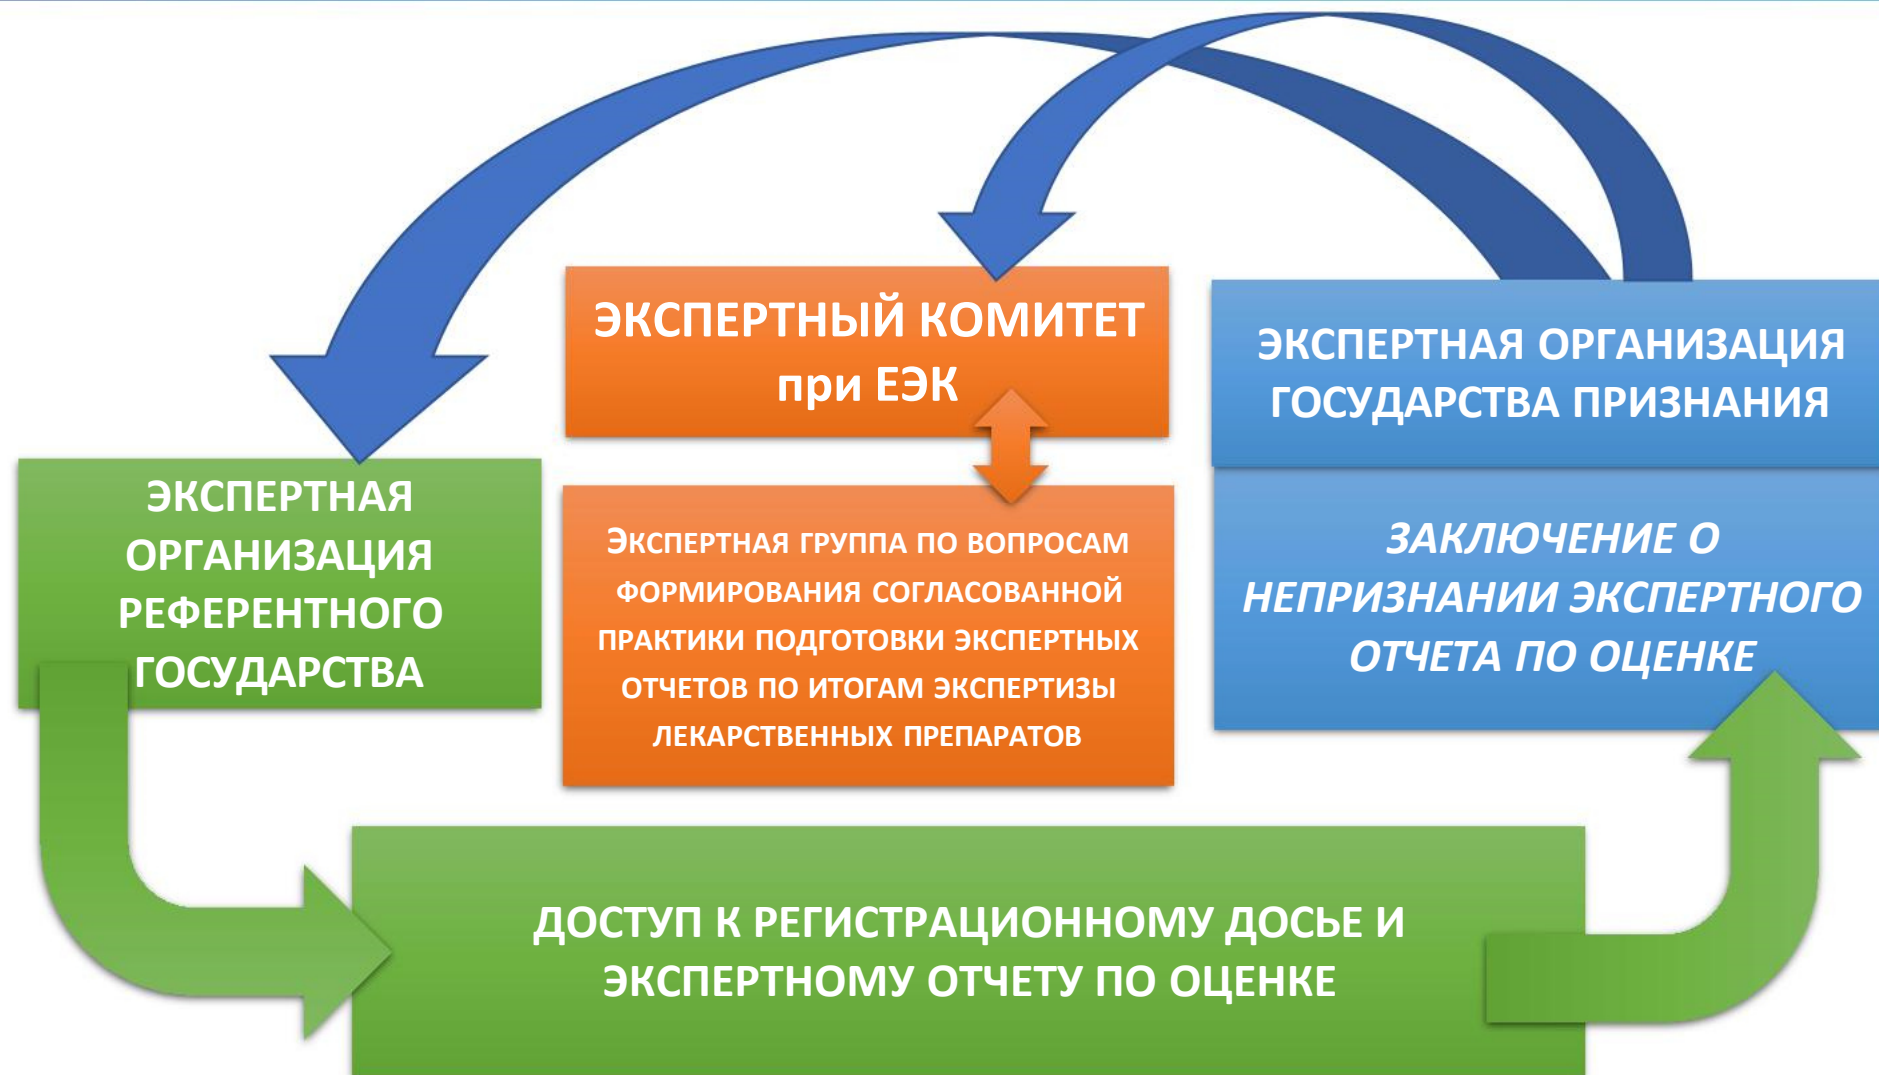 ЭКСПЕРТНЫЙ КОМИТЕТ
при ЕЭК
ЭКСПЕРТНАЯ ОРГАНИЗАЦИЯ
ГОСУДАРСТВА ПРИЗНАНИЯ
ЭКСПЕРТНАЯ
ОРГАНИЗАЦИЯ
РЕФЕРЕНТНОГО
ГОСУДАРСТВА
ЭКСПЕРТНАЯ ГРУППА ПО ВОПРОСАМ
ФОРМИРОВАНИЯ СОГЛАСОВАННОЙ
ПРАКТИКИ ПОДГОТОВКИ ЭКСПЕРТНЫХ
ОТЧЕТОВ ПО ИТОГАМ ЭКСПЕРТИЗЫ
ЛЕКАРСТВЕННЫХ ПРЕПАРАТОВ
ЗАКЛЮЧЕНИЕ О
НЕПРИЗНАНИИ ЭКСПЕРТНОГО
ОТЧЕТА ПО ОЦЕНКЕ
ДОСТУП К РЕГИСТРАЦИОННОМУ ДОСЬЕ И
ЭКСПЕРТНОМУ ОТЧЕТУ ПО ОЦЕНКЕ